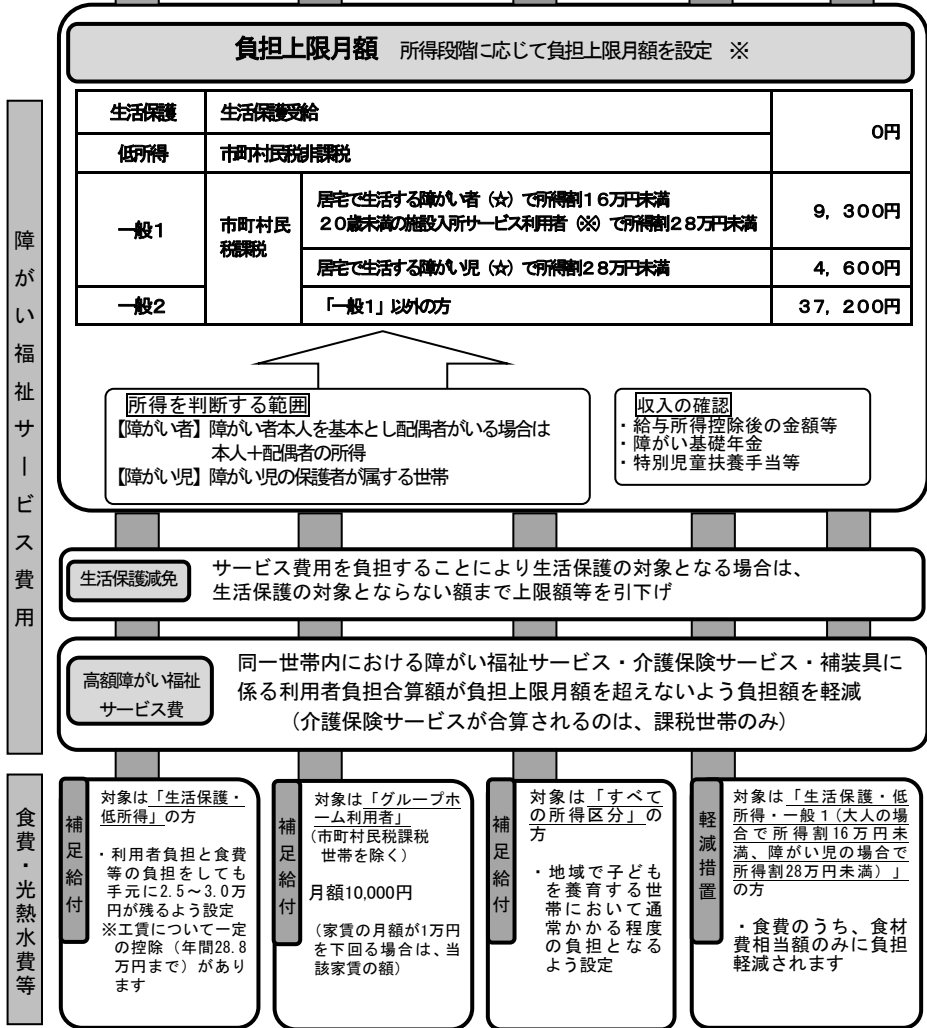 負担上限月額 所得段階に応じて負担上限月額を設定 ※
生活保護 生活保護受給 0円
低所得 市町村民税非課税
一般1 市町村民税課税 居宅で生活する障がい者(☆)で所得割16万円未満
20歳未満の施設入所サービス利用者(※)で所得割28万円未満 9,300円
居宅で生活する障がい児(☆)で所得割28万円未満 4,600円
一般2 「一般1」以外の方 37,200円
所得を判断する範囲
【障がい者】障がい者本人を基本とし配偶者がいる場合は
本人+配偶者の所得
【障がい児】障がい児の保護者が属する世帯
収入の確認
・給与所得控除後の金額等
・障がい基礎年金
・特別児童扶養手当等
障がい福祉サービス費用
生活保護減免
サービス費用を負担することにより生活保護の対象となる場合は、
生活保護の対象とならない額まで上限額等を引下げ
高額障がい福祉
サービス費
同一世帯内における障がい福祉サービス・介護保険サービス・補装具に
係る利用者負担合算額が負担上限月額を超えないよう負担額を軽減
(介護保険サービスが合算されるのは、課税世帯のみ)
食費・光熱水費等
補足給付
対象は「生活保護・
低所得」の方
・利用者負担と食費
等の負担をしても
手元に2.5~3.0万
円が残るよう設定
※工賃について一定
の控除(年間28.8
万円まで)があり
ます
補足給付
対象は「グループホ
ーム利用者」
(市町村民税課税
世帯を除く)
月額10,000円
(家賃の月額が1万円
を下回る場合は、当
該家賃の額)
補足給付
対象は「すべて
の所得区分」の
方
・地域で子ども
を養育する世
帯において通
常かかる程度
の負担となる
よう設定
軽減措置
対象は「生活保護・低
所得・一般1(大人の場
合で所得割16万円未
満、障がい児の場合で
所得割28万円未満)」
の方
・食費のうち、食材
費相当額のみに負担
軽減されます